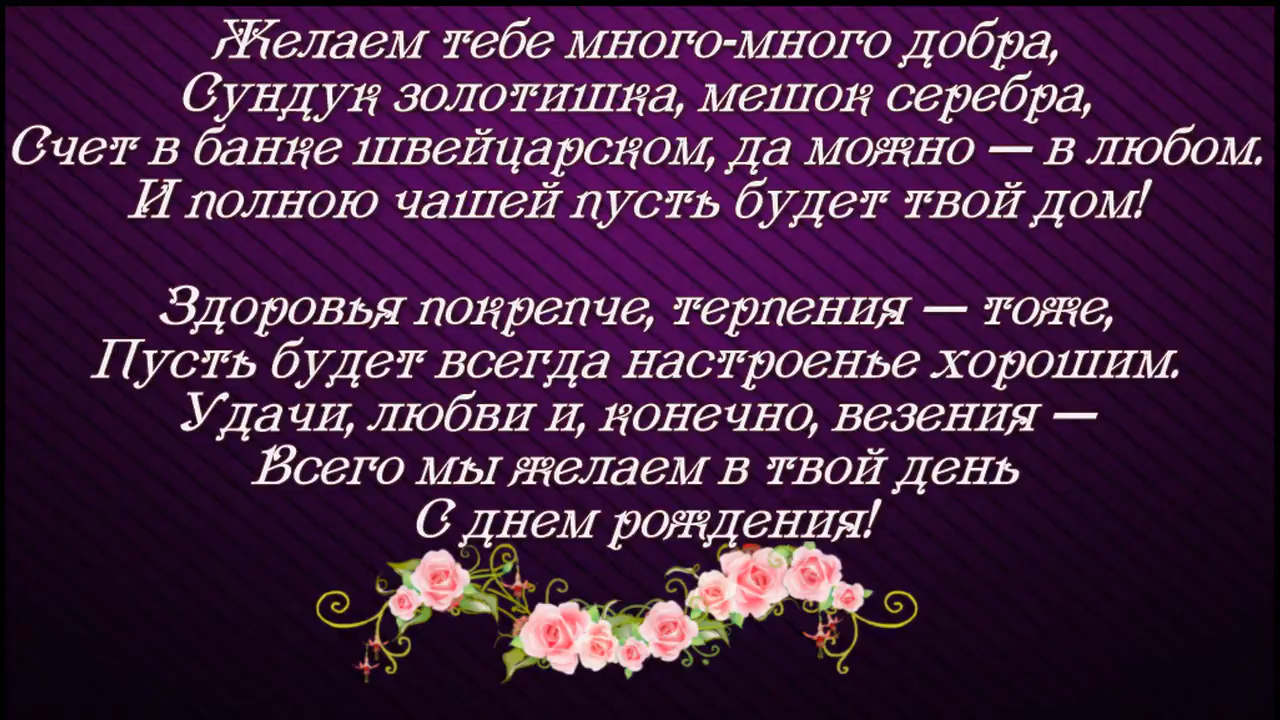 Желаем тебе много-много добра,
Сундук золотишка, мешок серебра,
Счет в банке швейцарском, да можно — в любом.
И полною чашей пусть будет твой дом!
Здоровья покрепче, терпения — тоже,
Пусть будет всегда настроенье хорошим.
Удачи, любви и, конечно, везения —
Всего мы желаем в твой день
С днем рождения!